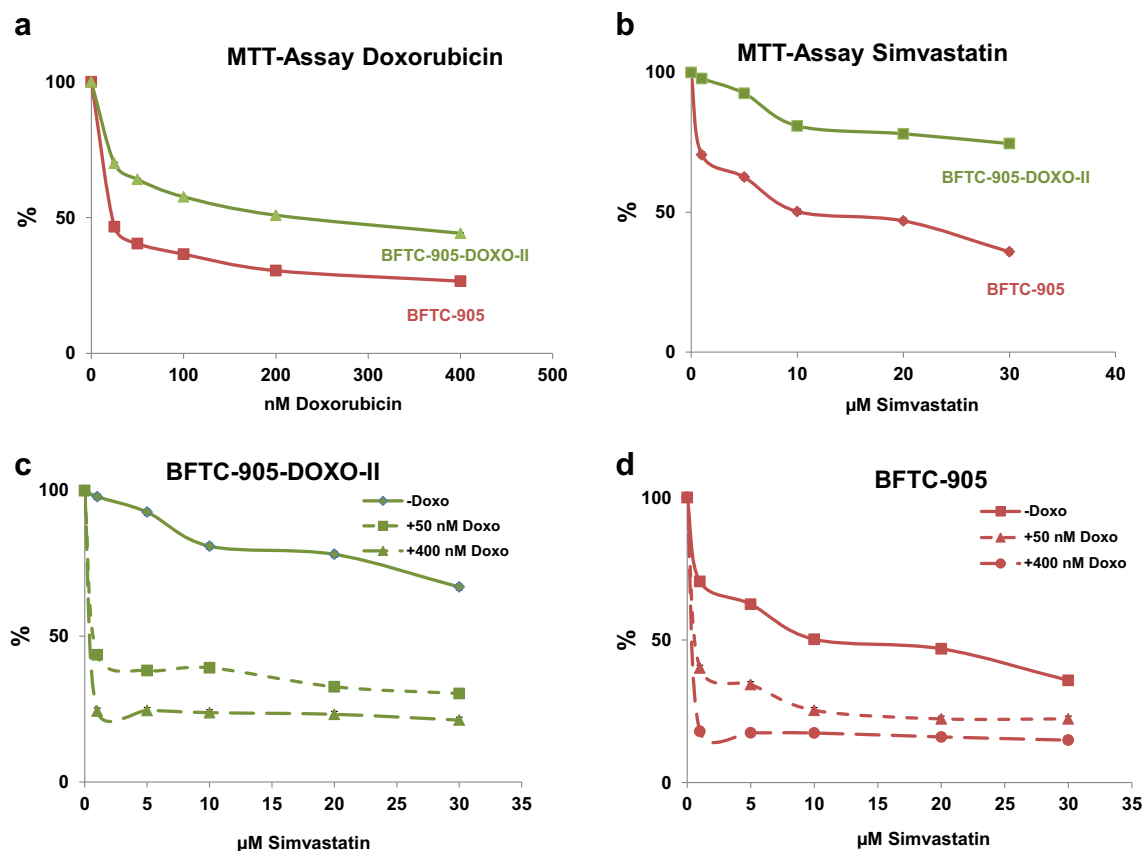 a
MTT-Assay Doxorubicin
100
50
0
%
BFTC-905-DOXO-II
BFTC-905
0 100 200 300 400 500
nM Doxorubicin
b
MTT-Assay Simvastatin
100
50
0
%
BFTC-905-DOXO-II
BFTC-905
0 10 20 30 40
µM Simvastatin
c
BFTC-905-DOXO-II
100
50
0
%
-Doxo
+50 nM Doxo
+400 nM Doxo
0 5 10 15 20 25 30 35
µM Simvastatin
d
BFTC-905
100
50
0
%
-Doxo
+50 nM Doxo
+400 nM Doxo
0 5 10 15 20 25 30 35
µM Simvastatin